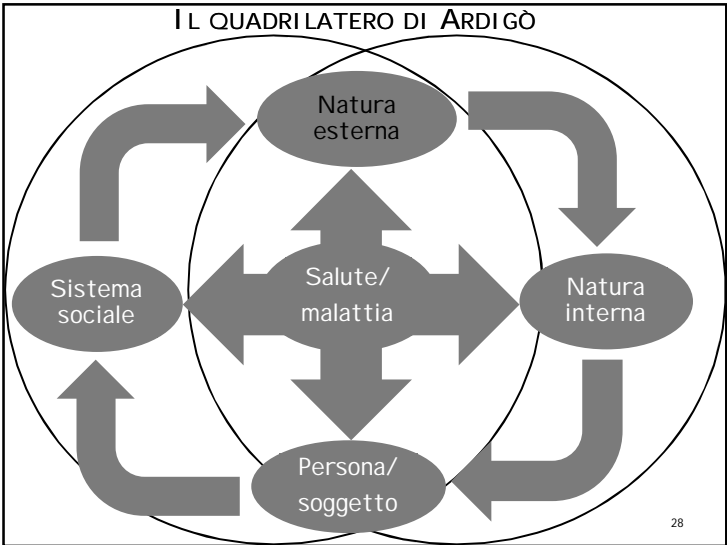 IL QUADRILATERO DI ARDIGÒ
Natura
esterna
Sistema
sociale
Salute/
malattia
Natura
interna
Persona/
soggetto
28